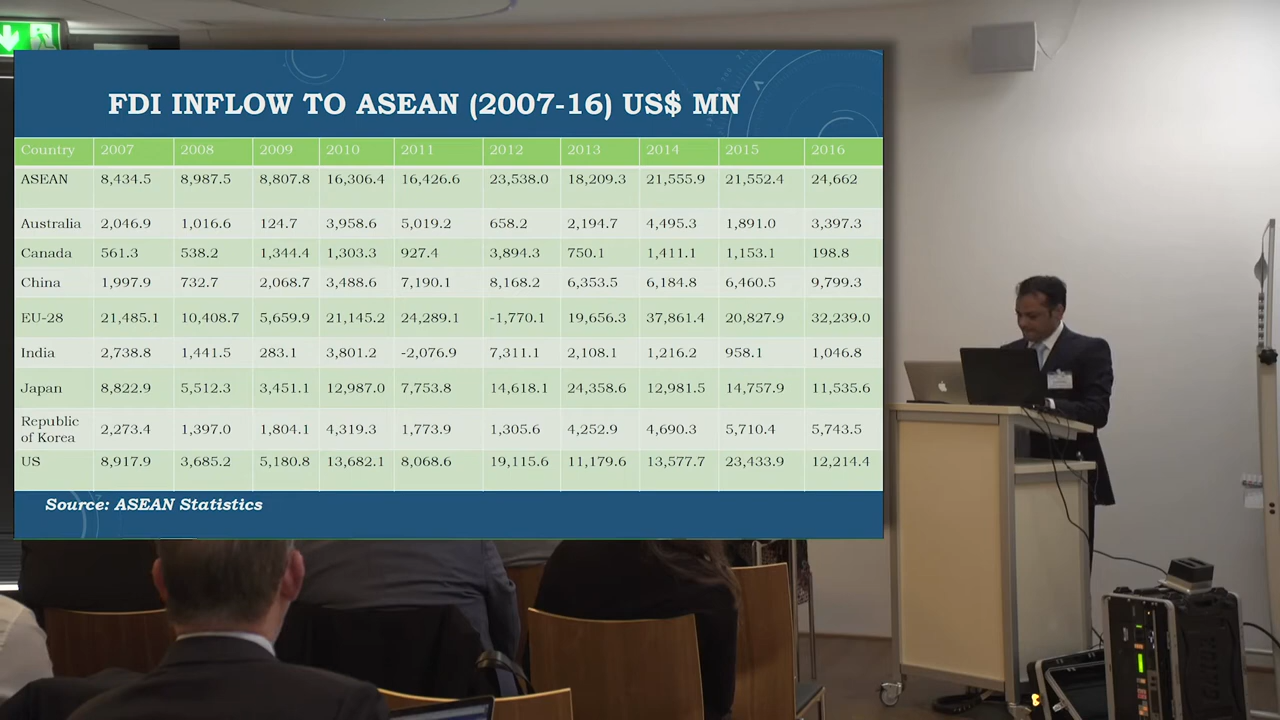 FDI INFLOW TO ASEAN (2007-16) US$ MN
Country 2007 2008 2009 2010 2011 2012 2013 2014 2015 2016
ASEAN 8,434.5 8,987.5 8,807.8 16,306.4 16,426.6 23,538.0 18,209.3 21,555.9 21,552.4 24,662
Australia 2,046.9 1,016.6 124.7 3,958.6 5,019.2 658.2 2,194.7 4,495.3 1,891.0 3,397.3
Canada 561.3 538.2 1,344.4 1,303.3 927.4 3,894.3 750.1 1,411.1 1,153.1 198.8
China 1,997.9 732.7 2,068.7 3,488.6 7,190.1 8,168.2 6,353.5 6,184.8 6,460.5 9,799.3
EU-28 21,485.1 10,408.7 5,659.9 21,145.2 24,289.1 -1,770.1 19,656.3 37,861.4 20,827.9 32,239.0
India 2,738.8 1,441.5 283.1 3,801.2 -2,076.9 7,311.1 2,108.1 1,216.2 958.1 1,046.8
Japan 8,822.9 5,512.3 3,451.1 12,987.0 7,753.8 14,618.1 24,358.6 12,981.5 14,757.9 11,535.6
Republic
of Korea 2,273.4 1,397.0 1,804.1 4,319.3 1,773.9 1,305.6 4,252.9 4,690.3 5,710.4 5,743.5
US 8,917.9 3,685.2 5,180.8 13,682.1 8,068.6 19,115.6 11,179.6 13,577.7 23,433.9 12,214.4
Source: ASEAN Statistics